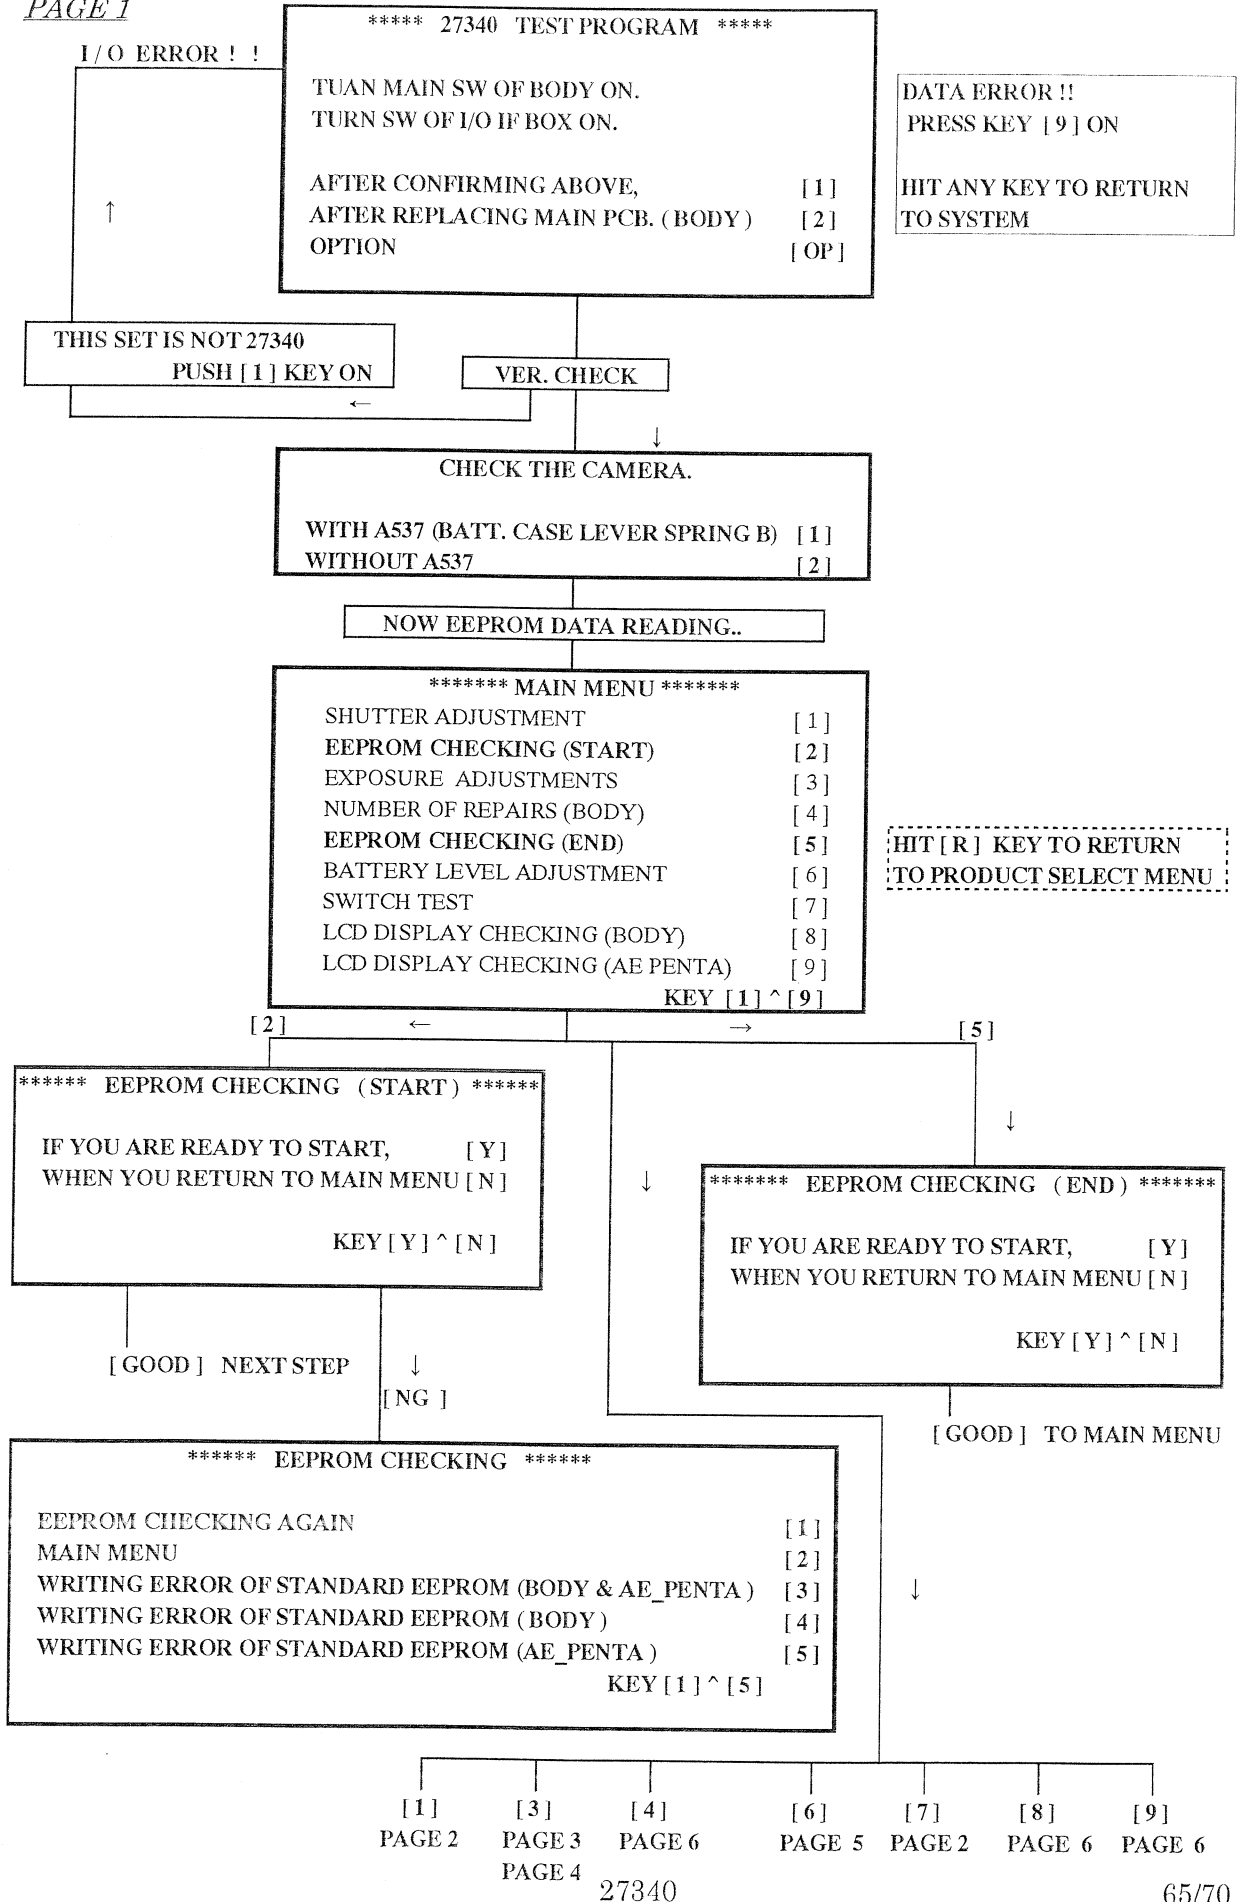 PAGE 1
***** 27340 TEST PROGRAM *****
I/O ERROR ! !
TUAN MAIN SW OF BODY ON.
TURN SW OF I/O IF BOX ON.
AFTER CONFIRMING ABOVE, [ 1 ]
AFTER REPLACING MAIN PCB. ( BODY ) [ 2 ]
OPTION [ OP ]
DATA ERROR !!
PRESS KEY [ 9 ] ON
HIT ANY KEY TO RETURN
TO SYSTEM
↑
THIS SET IS NOT 27340
PUSH [ 1 ] KEY ON
VER. CHECK
←
↓
CHECK THE CAMERA.
WITH A537 (BATT. CASE LEVER SPRING B) [ 1 ]
WITHOUT A537 [ 2 ]
NOW EEPROM DATA READING..
******* MAIN MENU *******
SHUTTER ADJUSTMENT [ 1 ]
EEPROM CHECKING (START) [ 2 ]
EXPOSURE ADJUSTMENTS [ 3 ]
NUMBER OF REPAIRS (BODY) [ 4 ]
EEPROM CHECKING (END) [ 5 ]
BATTERY LEVEL ADJUSTMENT [ 6 ]
SWITCH TEST [ 7 ]
LCD DISPLAY CHECKING (BODY) [ 8 ]
LCD DISPLAY CHECKING (AE PENTA) [ 9 ]
KEY [ 1 ] ^ [ 9 ]
HIT [ R ] KEY TO RETURN
TO PRODUCT SELECT MENU
[ 2 ] ← → [ 5 ]
****** EEPROM CHECKING ( START ) ******
IF YOU ARE READY TO START, [ Y ]
WHEN YOU RETURN TO MAIN MENU [ N ]
KEY [ Y ] ^ [ N ]
↓
↓
******* EEPROM CHECKING ( END ) *******
IF YOU ARE READY TO START, [ Y ]
WHEN YOU RETURN TO MAIN MENU [ N ]
KEY [ Y ] ^ [ N ]
[ GOOD ] NEXT STEP ↓
[ NG ]
[ GOOD ] TO MAIN MENU
****** EEPROM CHECKING ******
EEPROM CHECKING AGAIN [ 1 ]
MAIN MENU [ 2 ]
WRITING ERROR OF STANDARD EEPROM (BODY & AE_PENTA ) [ 3 ]
WRITING ERROR OF STANDARD EEPROM ( BODY ) [ 4 ]
WRITING ERROR OF STANDARD EEPROM (AE_PENTA ) [ 5 ]
KEY [ 1 ] ^ [ 5 ]
↓
[ 1 ] [ 3 ] [ 4 ] [ 6 ] [ 7 ] [ 8 ] [ 9 ]
PAGE 2 PAGE 3 PAGE 6 PAGE 5 PAGE 2 PAGE 6 PAGE 6
PAGE 4
27340
65/70